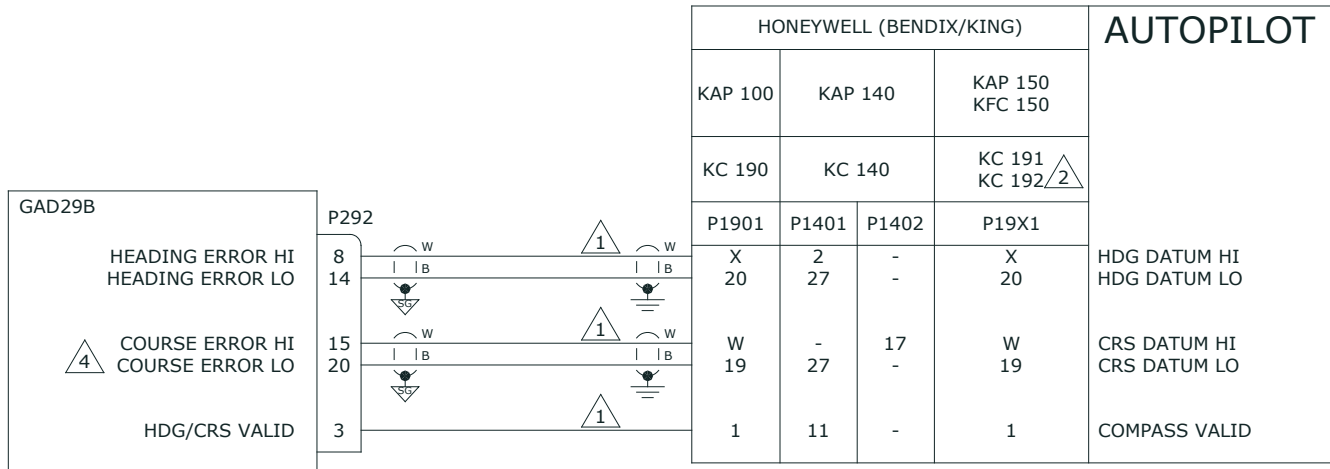 HONEYWELL (BENDIX/KING) AUTOPILOT
KAP 100 KAP 140 KAP 150
KFC 150
KC 190 KC 140 KC 191
KC 192 2
GAD29B
P292 P1901 P1401 P1402 P19X1
HEADING ERROR HI 8 W 1 W X 2 - X HDG DATUM HI
HEADING ERROR LO 14 B B 20 27 - 20 HDG DATUM LO
SG
COURSE ERROR HI 15 W 1 W W - 17 W CRS DATUM HI
4 COURSE ERROR LO 20 B B 19 27 - 19 CRS DATUM LO
SG
HDG/CRS VALID 3 1 1 11 - 1 COMPASS VALID